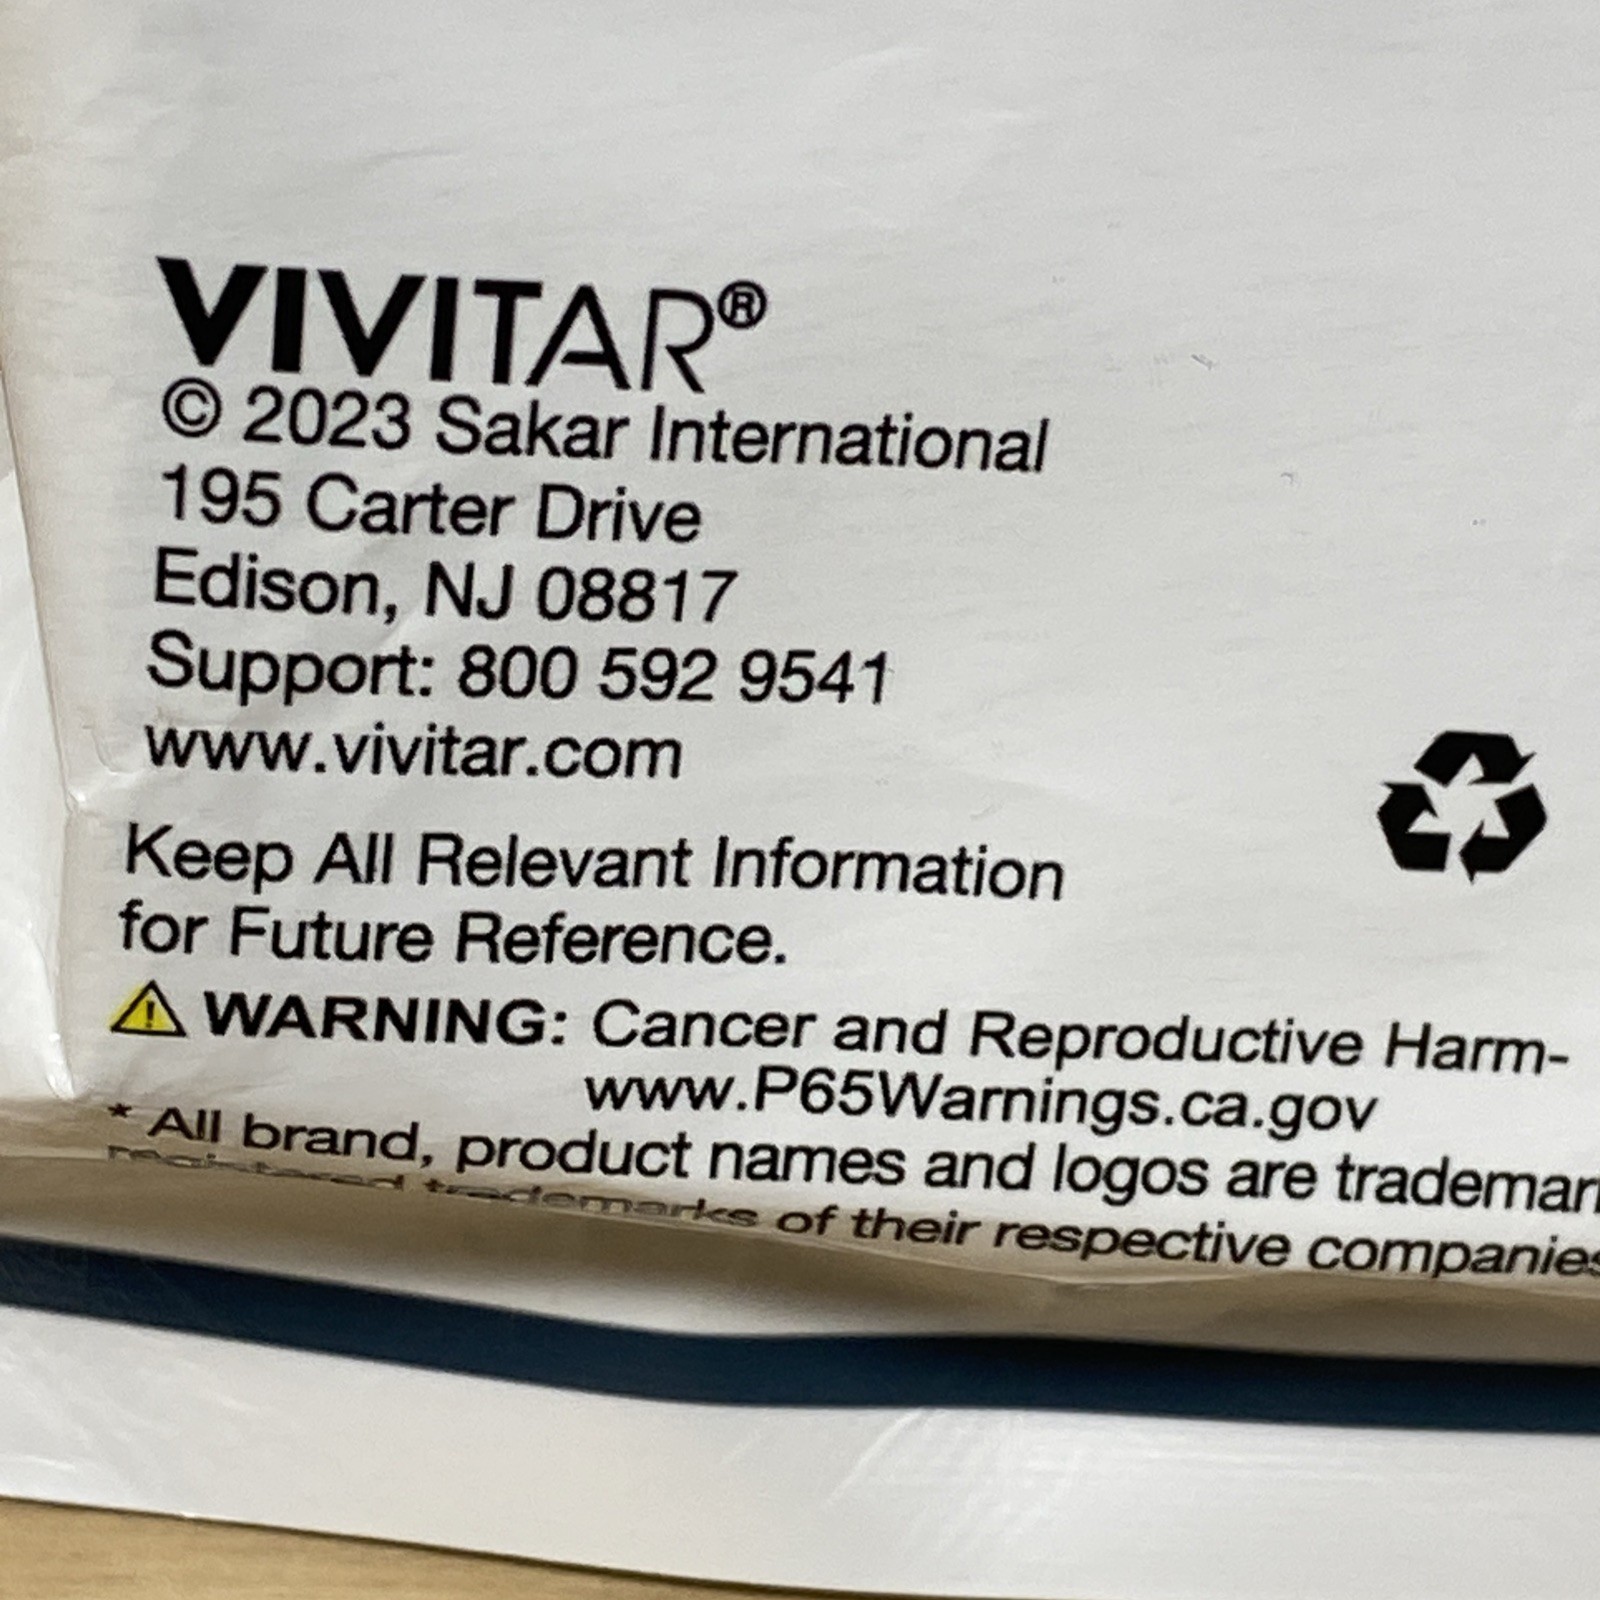 VIVITAR®
© 2023 Sakar International
195 Carter Drive
Edison, NJ 08817
Support: 800 592 9541
www.vivitar.com
Keep All Relevant Information
for Future Reference.
WARNING: Cancer and Reproductive Harm-
www.P65Warnings.ca.gov
* All brand, product names and logos are
registered trademarks of their respective companies